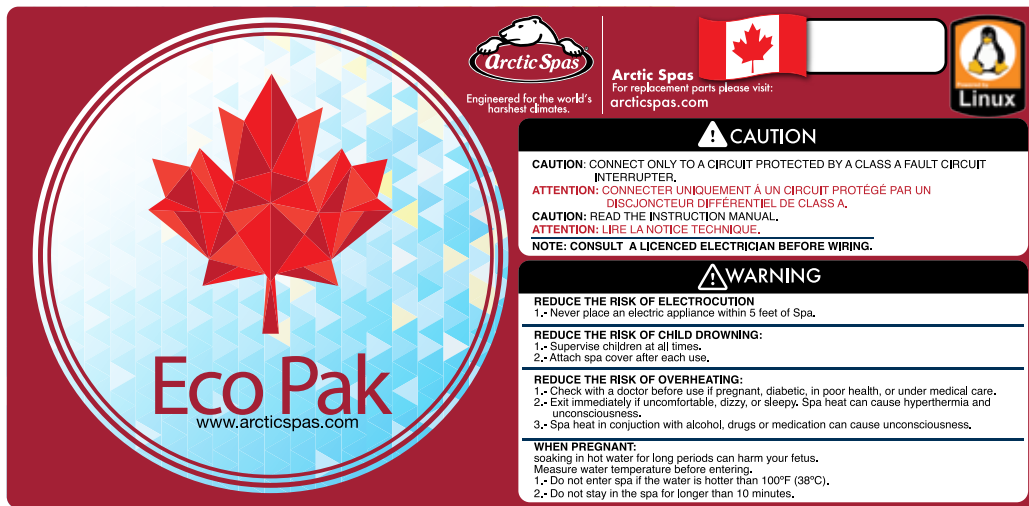 Eco Pak
www.arcticspas.com
Arctic Spas
Engineered for the world's
harshest climates.
Arctic Spas
For replacement parts please visit:
arcticspas.com
Powered by
Linux
CAUTION
CAUTION: CONNECT ONLY TO A CIRCUIT PROTECTED BY A CLASS A FAULT CIRCUIT
INTERRUPTER.
ATTENTION: CONNECTER UNIQUEMENT À UN CIRCUIT PROTÉGÉ PAR UN
DISCJONCTEUR DIFFÉRENTIEL DE CLASS A.
CAUTION: READ THE INSTRUCTION MANUAL.
ATTENTION: LIRE LA NOTICE TECHNIQUE.
NOTE: CONSULT A LICENCED ELECTRICIAN BEFORE WIRING.
WARNING
REDUCE THE RISK OF ELECTROCUTION
1.- Never place an electric appliance within 5 feet of Spa.
REDUCE THE RISK OF CHILD DROWNING:
1.- Supervise children at all times.
2.- Attach spa cover after each use.
REDUCE THE RISK OF OVERHEATING:
1.- Check with a doctor before use if pregnant, diabetic, in poor health, or under medical care.
2.- Exit immediately if uncomfortable, dizzy, or sleepy. Spa heat can cause hyperthermia and
unconsciousness.
3.- Spa heat in conjuction with alcohol, drugs or medication can cause unconsciousness.
WHEN PREGNANT:
soaking in hot water for long periods can harm your fetus.
Measure water temperature before entering.
1.- Do not enter spa if the water is hotter than 100ºF (38ºC).
2.- Do not stay in the spa for longer than 10 minutes.